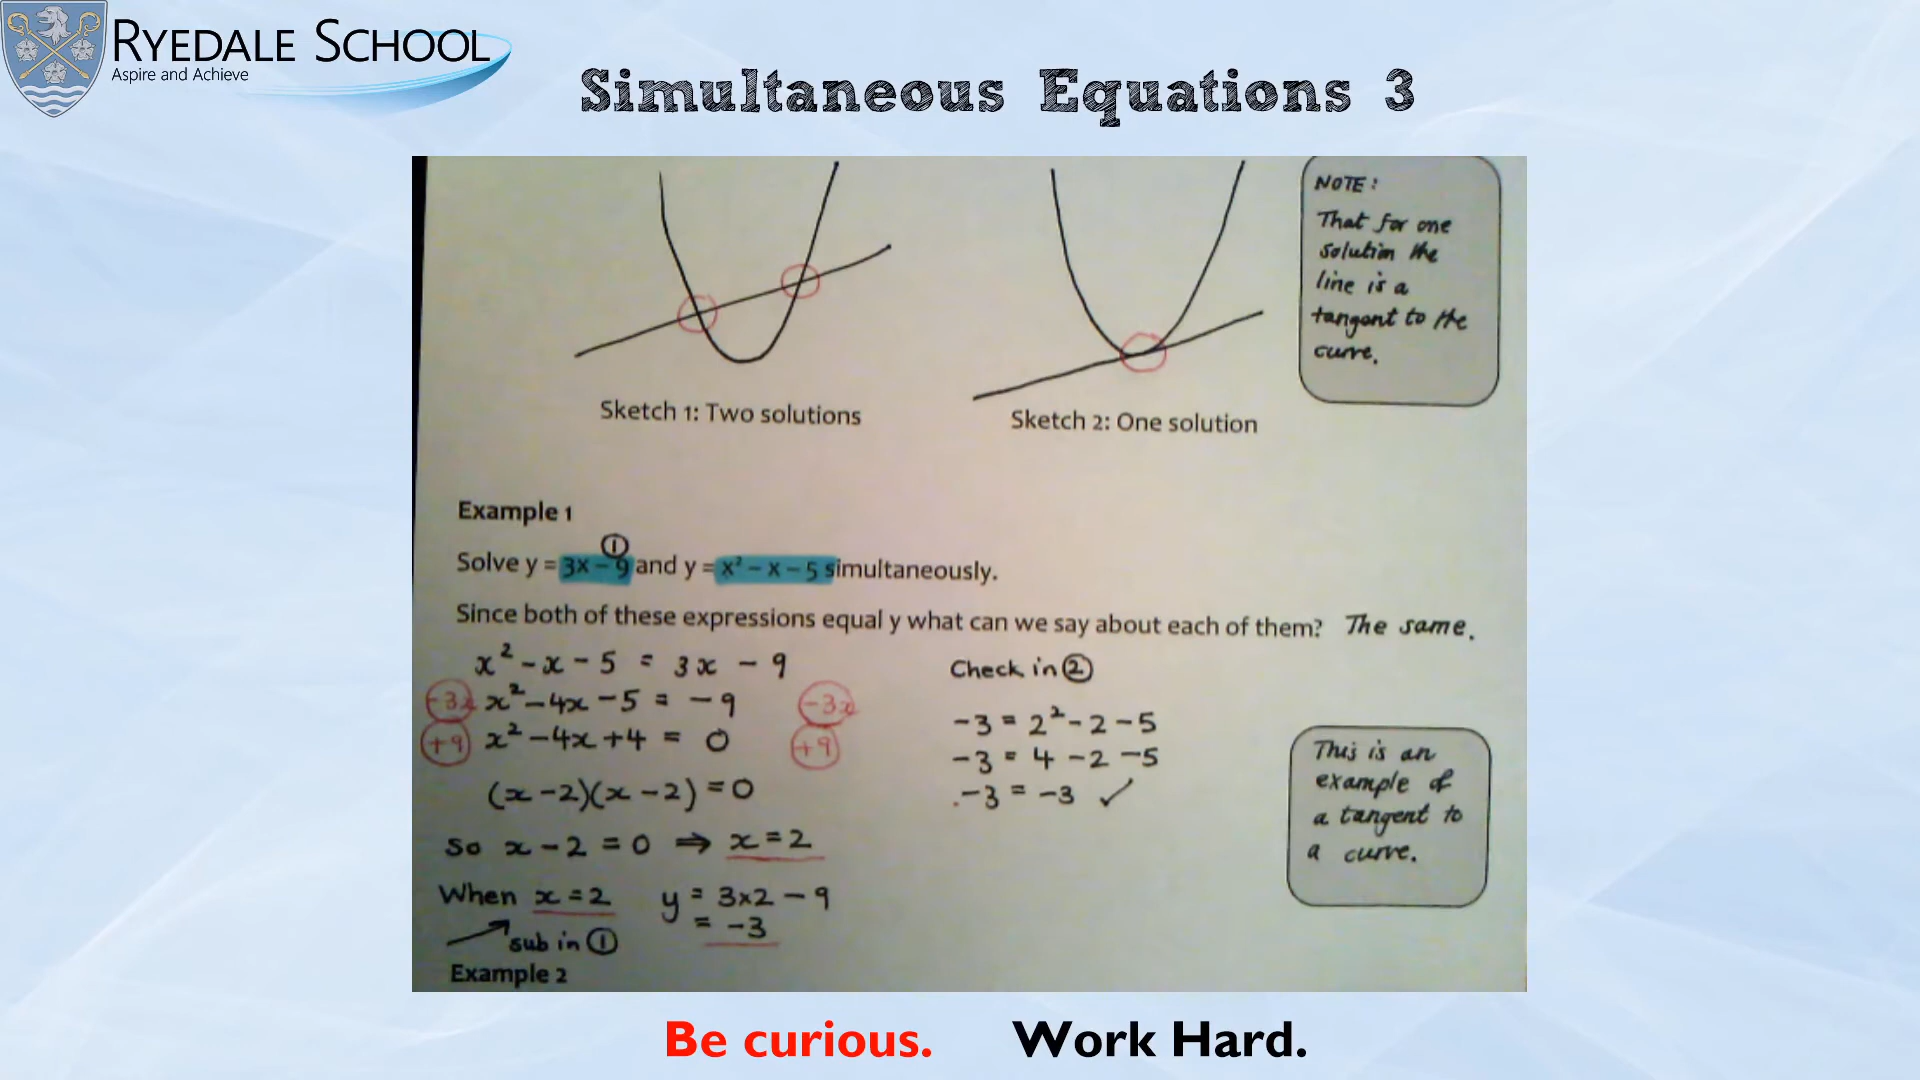 RYEDALE SCHOOL
Aspire and Achieve
Simultaneous Equations 3
NOTE:
That for one
solution the
line is a
tangent to the
curve.
Sketch 1: Two solutions
Sketch 2: One solution
Example 1
①
Solve y = 3x – 9 and y = x² – x – 5 simultaneously.
Since both of these expressions equal y what can we say about each of them? The same.
x² - x - 5 = 3x - 9
-3x x² - 4x - 5 = -9 -3x
+9 x² - 4x + 4 = 0 +9
(x - 2)(x - 2) = 0
So x - 2 = 0 ⇒ x = 2
When x = 2 y = 3x2 - 9
= -3
sub in ①
Check in ②
-3 = 2² - 2 - 5
-3 = 4 - 2 - 5
-3 = -3 ✓
This is an
example of
a tangent to
a curve.
Example 2
Be curious. Work Hard.